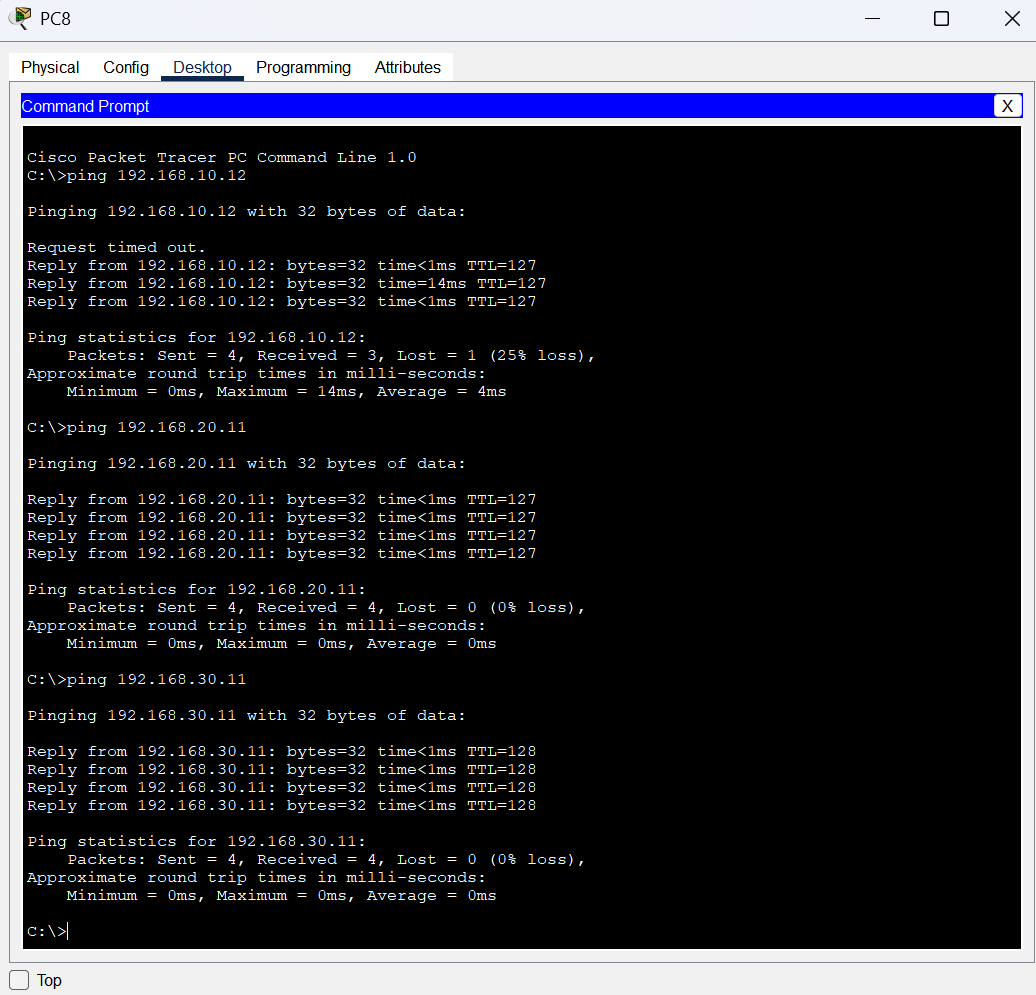 PC8
Physical Config Desktop Programming Attributes
Command Prompt
X
Cisco Packet Tracer PC Command Line 1.0
C:\>ping 192.168.10.12
Pinging 192.168.10.12 with 32 bytes of data:
Request timed out.
Reply from 192.168.10.12: bytes=32 time<1ms TTL=127
Reply from 192.168.10.12: bytes=32 time=14ms TTL=127
Reply from 192.168.10.12: bytes=32 time<1ms TTL=127
Ping statistics for 192.168.10.12:
    Packets: Sent = 4, Received = 3, Lost = 1 (25% loss),
Approximate round trip times in milli-seconds:
    Minimum = 0ms, Maximum = 14ms, Average = 4ms
C:\>ping 192.168.20.11
Pinging 192.168.20.11 with 32 bytes of data:
Reply from 192.168.20.11: bytes=32 time<1ms TTL=127
Reply from 192.168.20.11: bytes=32 time<1ms TTL=127
Reply from 192.168.20.11: bytes=32 time<1ms TTL=127
Reply from 192.168.20.11: bytes=32 time<1ms TTL=127
Ping statistics for 192.168.20.11:
    Packets: Sent = 4, Received = 4, Lost = 0 (0% loss),
Approximate round trip times in milli-seconds:
    Minimum = 0ms, Maximum = 0ms, Average = 0ms
C:\>ping 192.168.30.11
Pinging 192.168.30.11 with 32 bytes of data:
Reply from 192.168.30.11: bytes=32 time<1ms TTL=128
Reply from 192.168.30.11: bytes=32 time<1ms TTL=128
Reply from 192.168.30.11: bytes=32 time<1ms TTL=128
Reply from 192.168.30.11: bytes=32 time<1ms TTL=128
Ping statistics for 192.168.30.11:
    Packets: Sent = 4, Received = 4, Lost = 0 (0% loss),
Approximate round trip times in milli-seconds:
    Minimum = 0ms, Maximum = 0ms, Average = 0ms
C:\>
Top